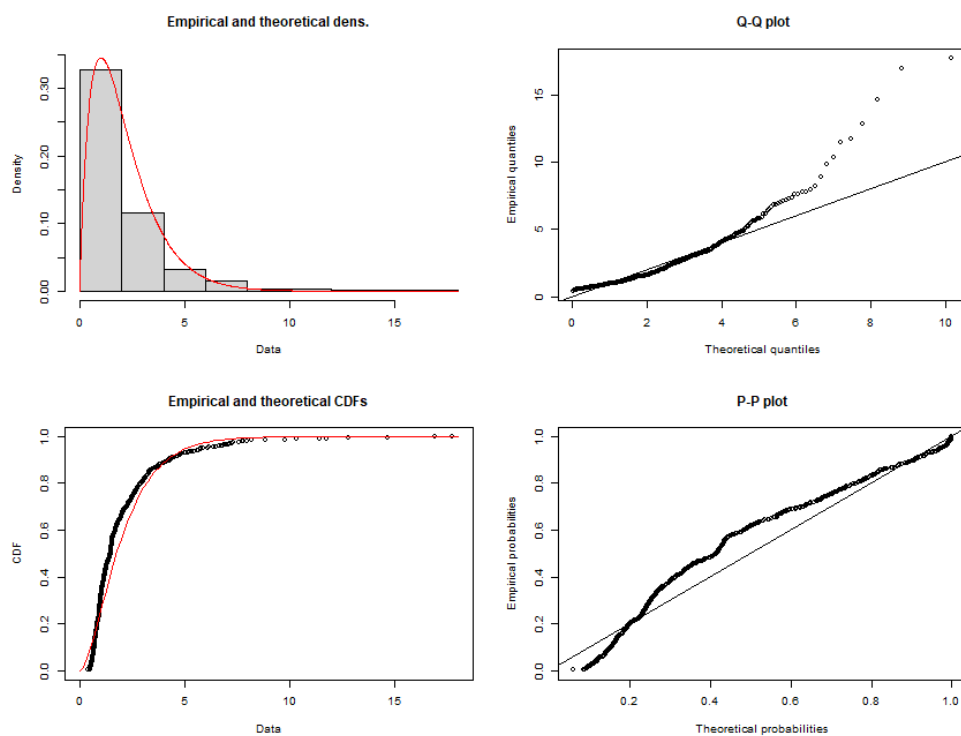 Empirical and theoretical dens.
Density
0.00 0.10 0.20 0.30
0 5 10 15
Data
Q-Q plot
Empirical quantiles
0 5 10 15
0 2 4 6 8 10
Theoretical quantiles
Empirical and theoretical CDFs
CDF
0.0 0.2 0.4 0.6 0.8 1.0
0 5 10 15
Data
P-P plot
Empirical probabilities
0.0 0.2 0.4 0.6 0.8 1.0
0.2 0.4 0.6 0.8 1.0
Theoretical probabilities